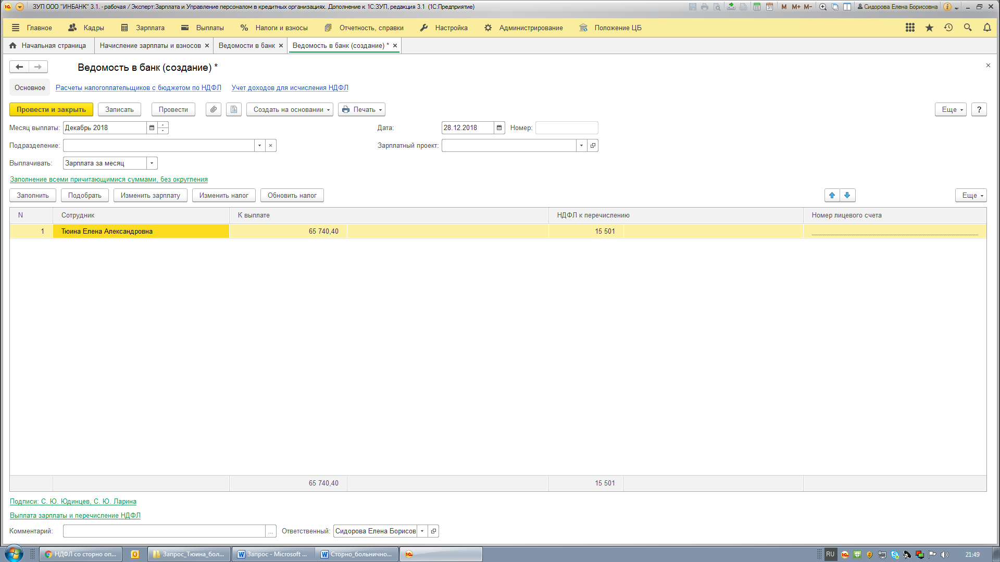 ЗУП ООО "ИНБАНК" 3.1. - рабочая / Эксперт:Зарплата и Управление персоналом в кредитных организациях. Дополнение к 1С:ЗУП, редакция 3.1 (1С:Предприятие) M M+ M- Сидорова Елена Борисовна
Главное Кадры Зарплата Выплаты Налоги и взносы Отчетность, справки Настройка Администрирование Положение ЦБ
Начальная страница Начисление зарплаты и взносов × Ведомости в банк × Ведомость в банк (создание) * ×
Ведомость в банк (создание) *
Основное Расчеты налогоплательщиков с бюджетом по НДФЛ Учет доходов для исчисления НДФЛ
Провести и закрыть Записать Провести Создать на основании Печать Еще ?
Месяц выплаты: Декабрь 2018 Дата: 28.12.2018 Номер:
Подразделение: Зарплатный проект:
Выплачивать: Зарплата за месяц
Заполнение всеми причитающимися суммами, без округления
Заполнить Подобрать Изменить зарплату Изменить налог Обновить налог Еще
N Сотрудник К выплате НДФЛ к перечислению Номер лицевого счета
1 Тюина Елена Александровна 65 740,40 15 501
65 740,40 15 501
Подписи: С. Ю. Юдинцев, С. Ю. Ларина
Выплата зарплаты и перечисление НДФЛ
Комментарий: ... Ответственный: Сидорова Елена Борисов
НДФЛ со сторно оп... Запрос_Тюина_бол... Запрос - Microsoft ... Сторно_больнично... RU 21:49